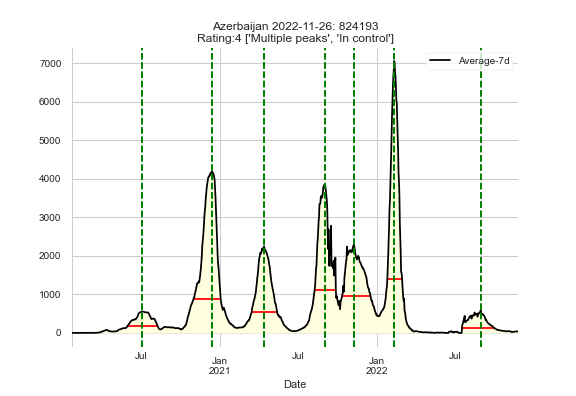 Azerbaijan 2022-11-26: 824193
Rating:4 ['Multiple peaks', 'In control']
Average-7d
7000
6000
5000
4000
3000
2000
1000
0
Jul
Jan
2021
Jul
Jan
2022
Jul
Date